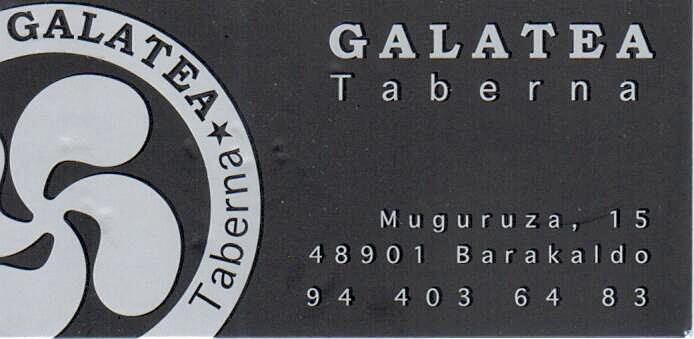 GALATEA ★ Taberna
GALATEA
Taberna
Muguruza, 15
48901 Barakaldo
94 403 64 83